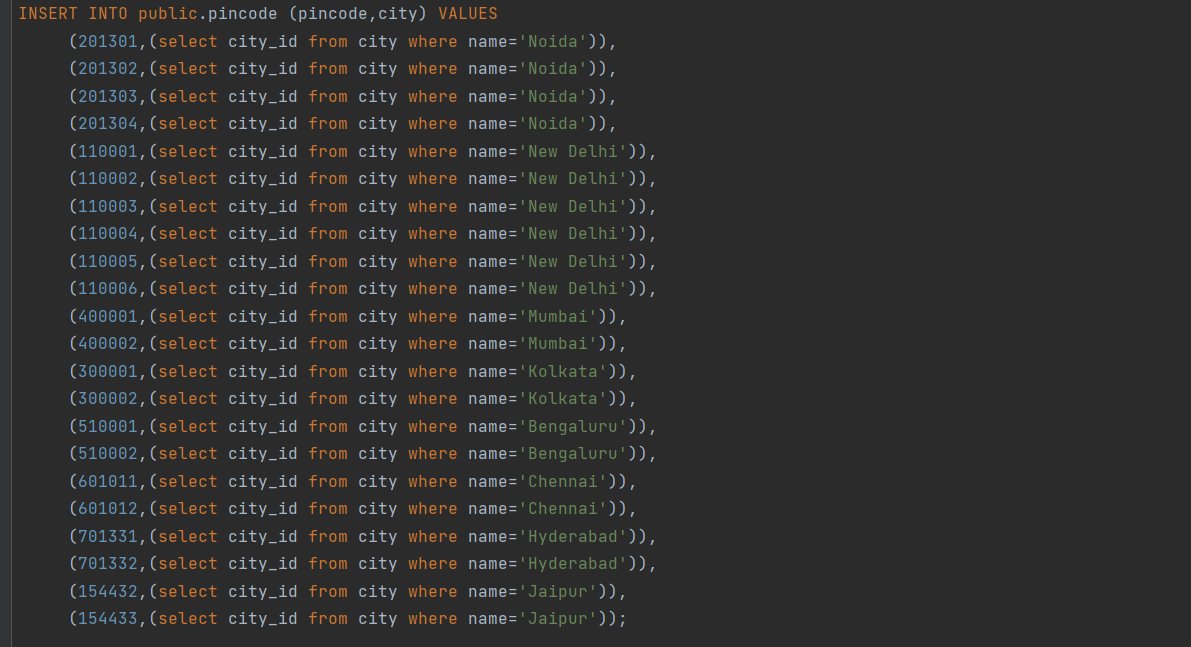 INSERT INTO public.pincode (pincode,city) VALUES
(201301,(select city_id from city where name='Noida')),
(201302,(select city_id from city where name='Noida')),
(201303,(select city_id from city where name='Noida')),
(201304,(select city_id from city where name='Noida')),
(110001,(select city_id from city where name='New Delhi')),
(110002,(select city_id from city where name='New Delhi')),
(110003,(select city_id from city where name='New Delhi')),
(110004,(select city_id from city where name='New Delhi')),
(110005,(select city_id from city where name='New Delhi')),
(110006,(select city_id from city where name='New Delhi')),
(400001,(select city_id from city where name='Mumbai')),
(400002,(select city_id from city where name='Mumbai')),
(300001,(select city_id from city where name='Kolkata')),
(300002,(select city_id from city where name='Kolkata')),
(510001,(select city_id from city where name='Bengaluru')),
(510002,(select city_id from city where name='Bengaluru')),
(601011,(select city_id from city where name='Chennai')),
(601012,(select city_id from city where name='Chennai')),
(701331,(select city_id from city where name='Hyderabad')),
(701332,(select city_id from city where name='Hyderabad')),
(154432,(select city_id from city where name='Jaipur')),
(154433,(select city_id from city where name='Jaipur'));